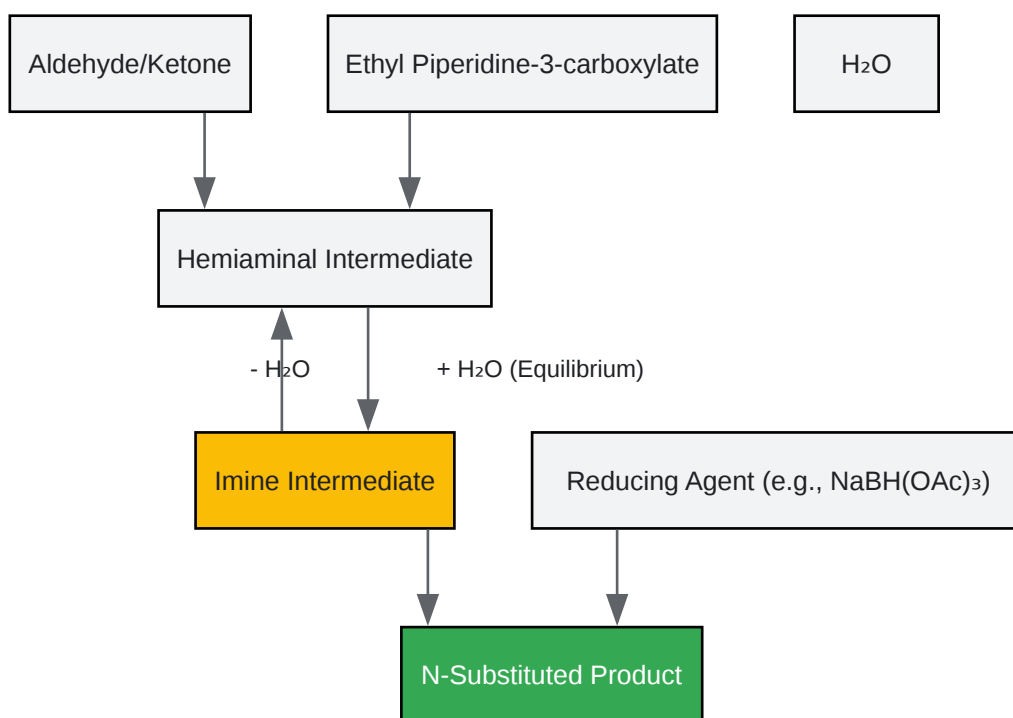 Aldehyde/Ketone
Ethyl Piperidine-3-carboxylate
H₂O
Hemiaminal Intermediate
- H₂O
+ H₂O (Equilibrium)
Imine Intermediate
Reducing Agent (e.g., NaBH(OAc)₃)
N-Substituted Product